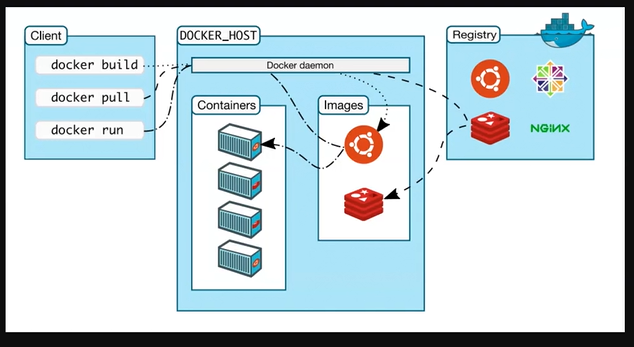 Client
docker build
docker pull
docker run
DOCKER_HOST
Docker daemon
Containers
Images
Registry
NGINX